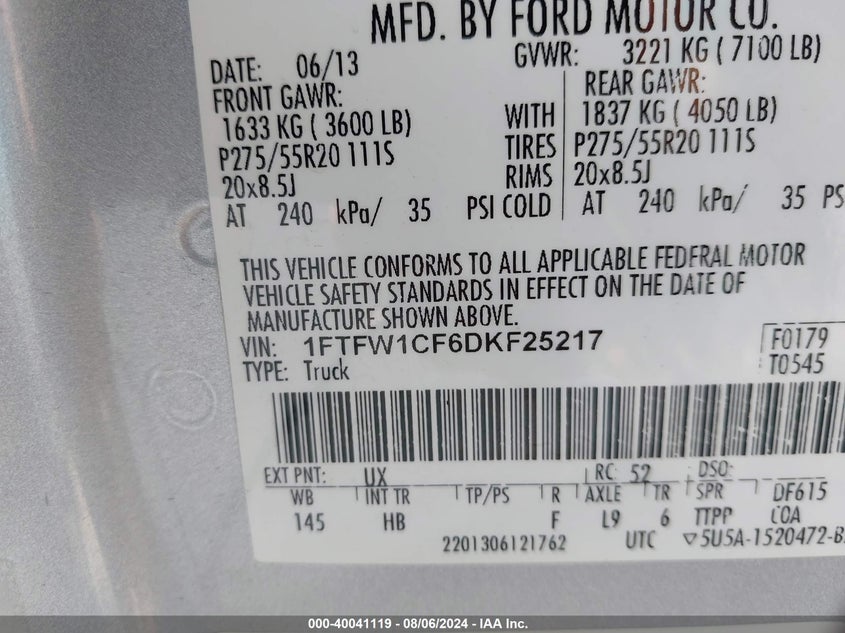 MFD. BY FORD MOTOR CO.
DATE: 06/13 GVWR: 3221 KG ( 7100 LB)
FRONT GAWR: REAR GAWR:
1633 KG ( 3600 LB) WITH 1837 KG ( 4050 LB)
P275/55R20 111S TIRES P275/55R20 111S
20x8.5J RIMS 20x8.5J
AT 240 kPa/ 35 PSI COLD AT 240 kPa/ 35 PS
THIS VEHICLE CONFORMS TO ALL APPLICABLE FEDERAL MOTOR
VEHICLE SAFETY STANDARDS IN EFFECT ON THE DATE OF
MANUFACTURE SHOWN ABOVE.
VIN: 1FTFW1CF6DKF25217 F0179
TYPE: Truck T0545
EXT PNT: UX RC: 52 DSO:
WB INT TR TP/PS R AXLE TR SPR DF615
145 HB F L9 6 TTPP COA
2201306121762 UTC ▽5U5A-1520472-B
000-40041119 - 08/06/2024 - IAA Inc.